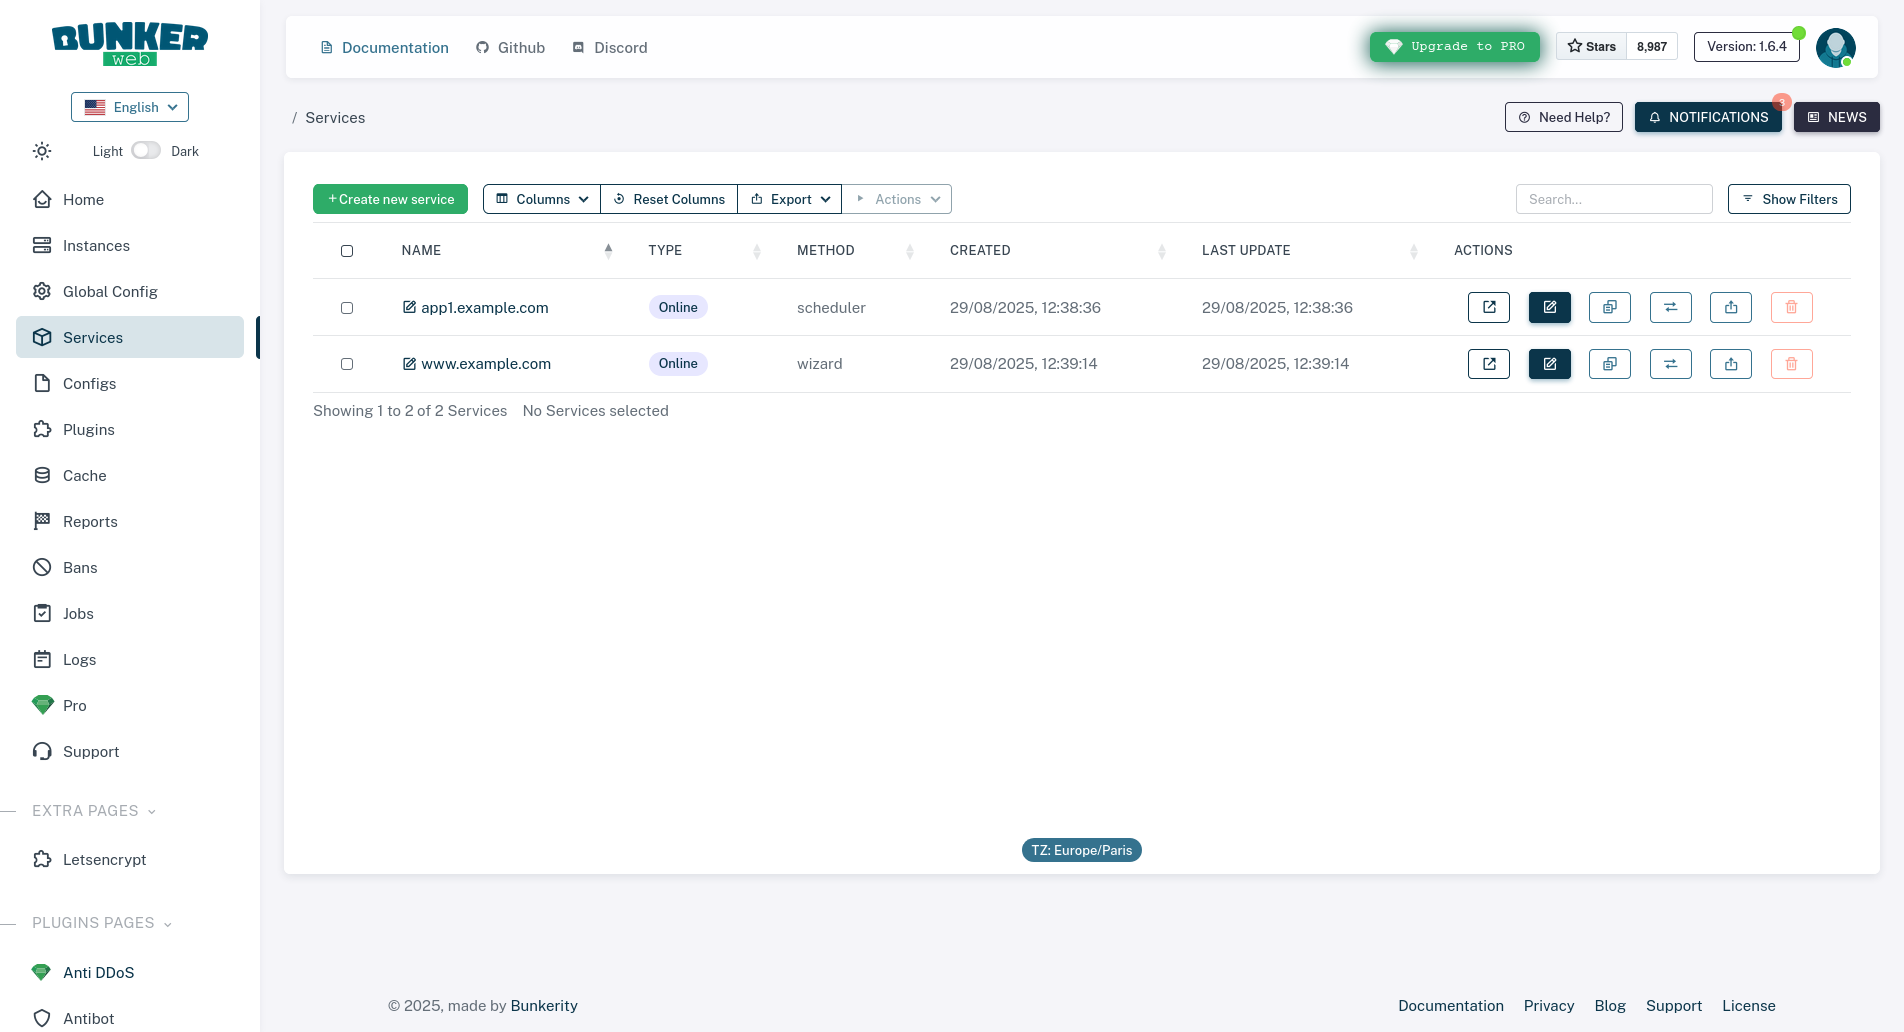 BUNKER
web
English
Light Dark
Home
Instances
Global Config
Services
Configs
Plugins
Cache
Reports
Bans
Jobs
Logs
Pro
Support
EXTRA PAGES
Letsencrypt
PLUGINS PAGES
Anti DDoS
Antibot
Documentation Github Discord
Upgrade to PRO
Stars 8,987
Version: 1.6.4
/ Services
Need Help?
NOTIFICATIONS
3
NEWS
+ Create new service
Columns Reset Columns Export Actions
Search...
Show Filters
NAME TYPE METHOD CREATED LAST UPDATE ACTIONS
app1.example.com Online scheduler 29/08/2025, 12:38:36 29/08/2025, 12:38:36
www.example.com Online wizard 29/08/2025, 12:39:14 29/08/2025, 12:39:14
Showing 1 to 2 of 2 Services No Services selected
TZ: Europe/Paris
© 2025, made by Bunkerity
Documentation Privacy Blog Support License